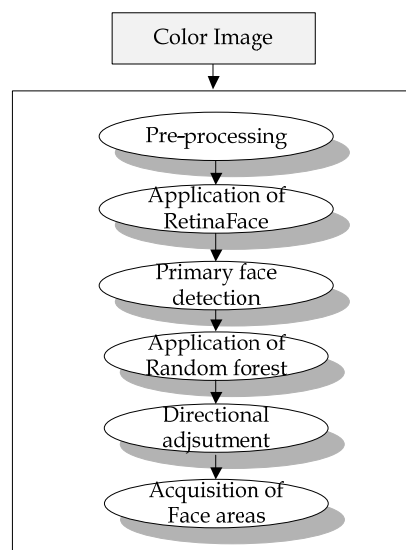 Color Image
Pre-processing
Application of
RetinaFace
Primary face
detection
Application of
Random forest
Directional
adjsutment
Acquisition of
Face areas